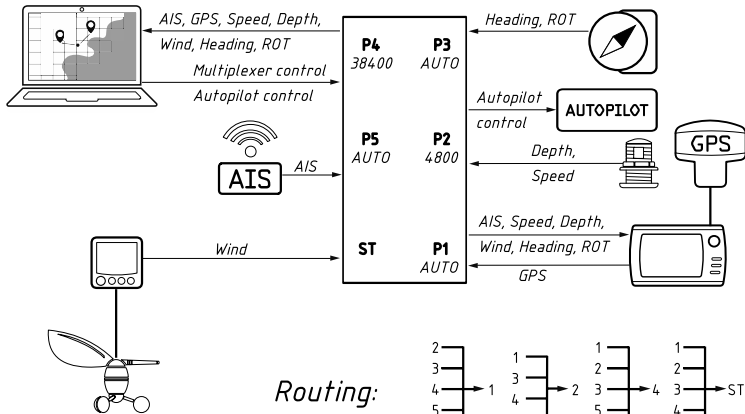 AIS, GPS, Speed, Depth,
Wind, Heading, ROT
Multiplexer control
Autopilot control
P4
38400
P3
AUTO
Heading, ROT
Autopilot
control
AUTOPILOT
P5
AUTO
P2
4800
AIS
AIS
Depth,
Speed
GPS
AIS, Speed, Depth,
Wind, Heading, ROT
GPS
Wind
ST
P1
AUTO
Routing:
2
3
4
5
1
1
3
4
2
1
2
3
5
4
1
2
3
4
ST